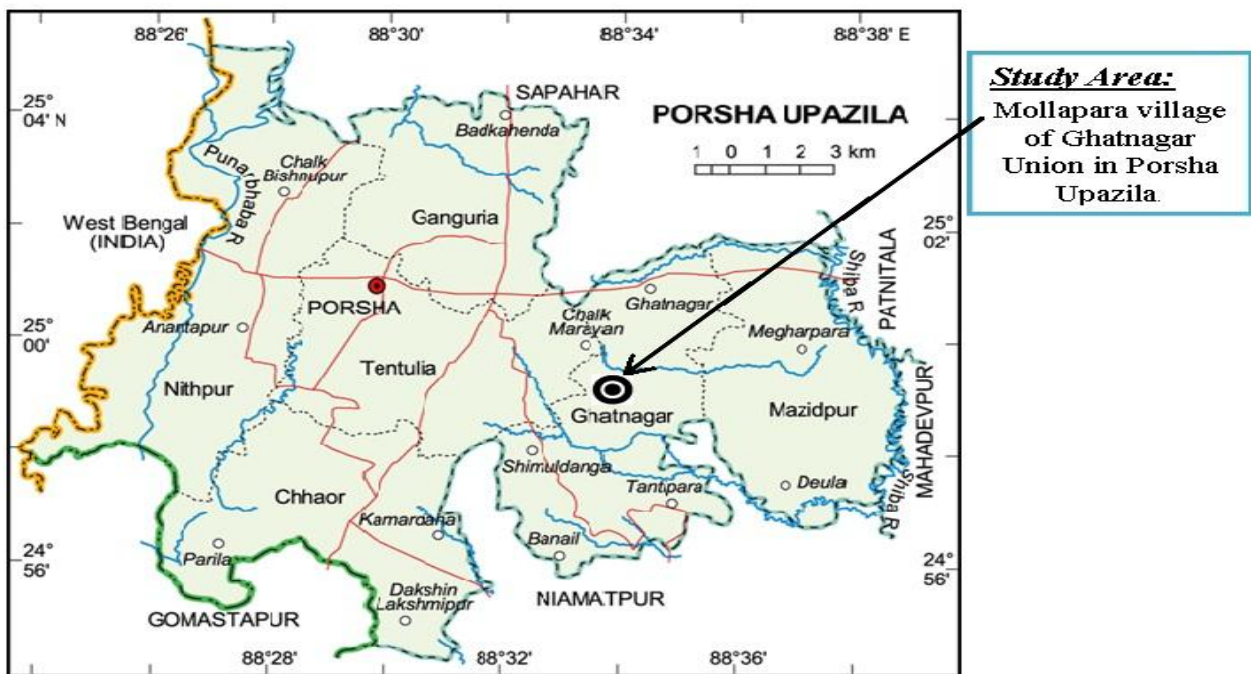 88° 26'
88° 30'
88° 34'
88° 38' E
25°
04' N
SAPAHAR
Badkahenda
PORSHA UPAZILA
1 0 1 2 3 km
Study Area:
Mollapara village
of Ghatnagar
Union in Porsha
Upazila.
Punarbhaba R
Chalk
Bishnupur
West Bengal
(INDIA)
Ganguria
25°
02'
Shiba R
PATNITALA
PORSHA
Ghatnagar
Chalk
Marayan
Megharpara
Anantapur
25°
00'
Nithpur
Tentulia
Ghatnagar
Mazidpur
MAHADEVPUR
Shimuldanga
Tantipara
Deula
Shiba R
Chhaor
Kamardaha
Parila
Banail
24°
56'
24°
56'
Dakshin
Lakshmipur
NIAMATPUR
GOMASTAPUR
88° 28'
88° 32'
88° 36'